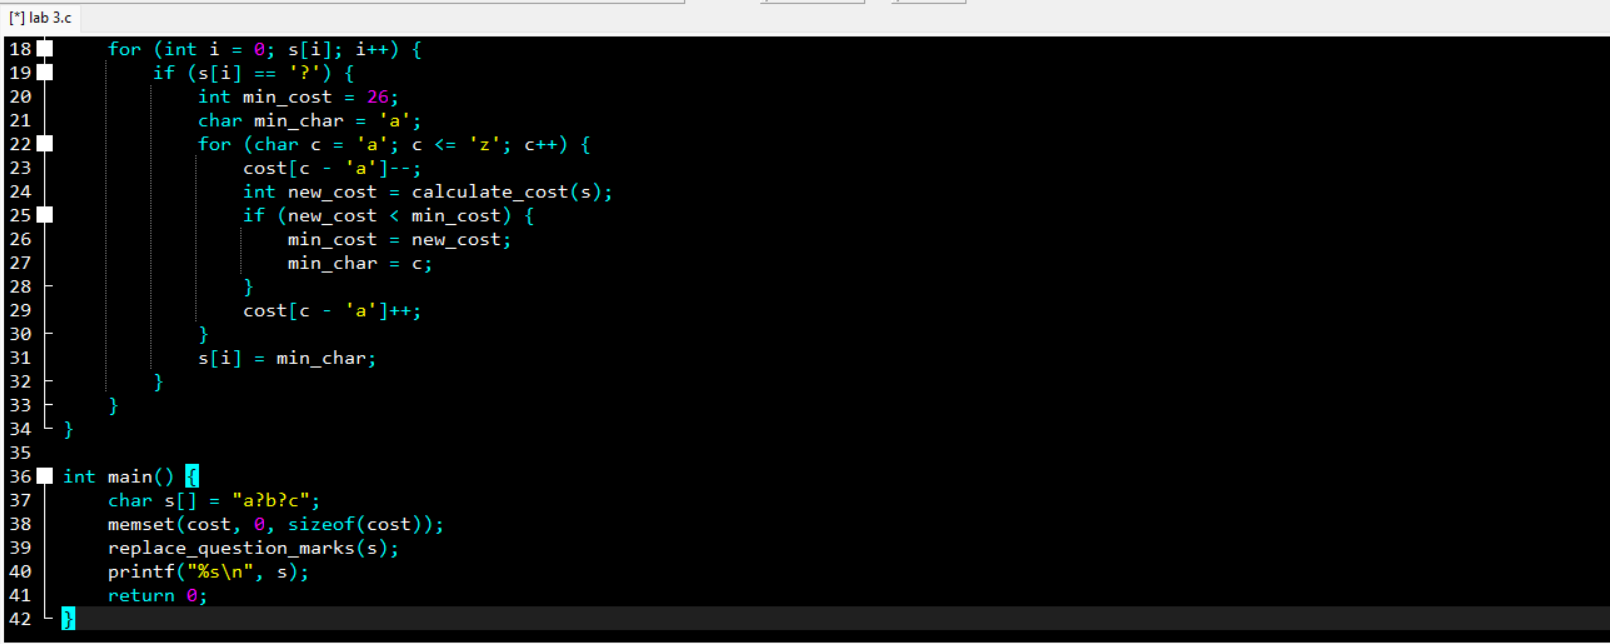 [*] lab 3.c
18 for (int i = 0; s[i]; i++) {
19 if (s[i] == '?') {
20 int min_cost = 26;
21 char min_char = 'a';
22 for (char c = 'a'; c <= 'z'; c++) {
23 cost[c - 'a']--;
24 int new_cost = calculate_cost(s);
25 if (new_cost < min_cost) {
26 min_cost = new_cost;
27 min_char = c;
28 }
29 cost[c - 'a']++;
30 }
31 s[i] = min_char;
32 }
33 }
34 }
35
36 int main() {
37 char s[] = "a?b?c";
38 memset(cost, 0, sizeof(cost));
39 replace_question_marks(s);
40 printf("%s\n", s);
41 return 0;
42 }